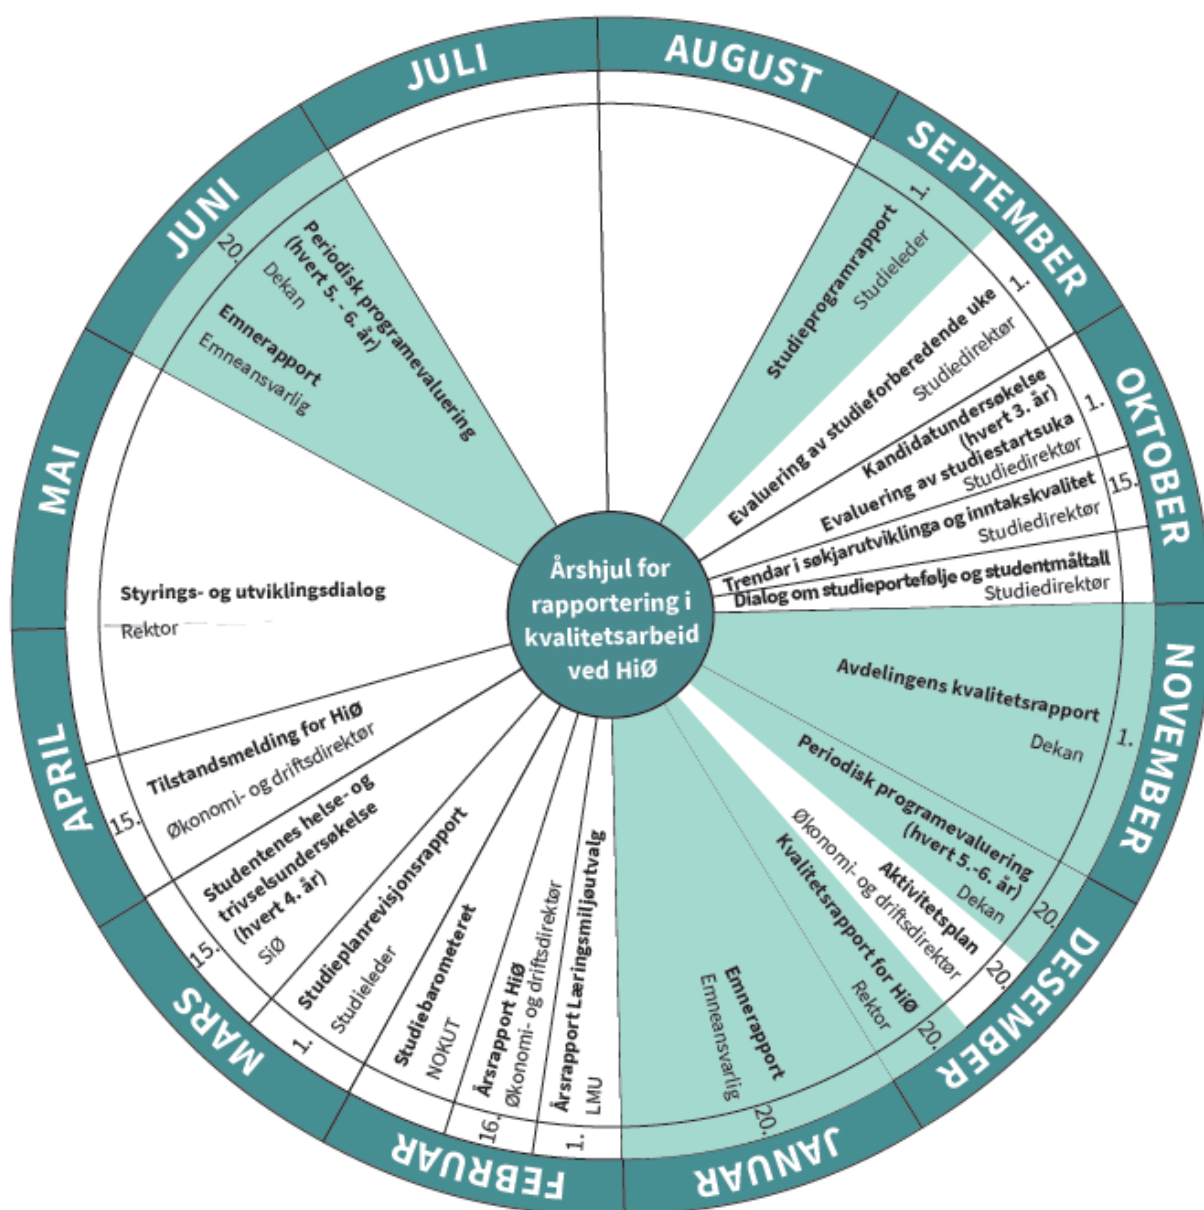 Årshjul for
rapportering i
kvalitetsarbeid
ved HiØ
AUGUST
SEPTEMBER
1.
Studieprogramrapport
Studieleder
1.
Evaluering av studieforberedende uke
Studiedirektør
OKTOBER
1.
Kandidatundersøkelse
(hvert 3. år)
Evaluering av studiestartsuka
Studiedirektør
15.
Trendar i søkjarutviklinga og inntakskvalitet
Studiedirektør
Dialog om studieportefølje og studentmåltall
Studiedirektør
NOVEMBER
Avdelingens kvalitetsrapport
Dekan
1.
DESEMBER
Periodisk programevaluering
(hvert 5.-6. år)
Dekan
20.
Aktivitetsplan
Økonomi- og driftsdirektør
20.
Kvalitetsrapport for HiØ
Rektor
20.
JANUAR
Emnerapport
Emneansvarlig
20.
FEBRUAR
Årsrapport Læringsmiljøutvalg
LMU
1.
Årsrapport HiØ
Økonomi- og driftsdirektør
16.
Studiebarometeret
NOKUT
MARS
Studieplanrevisjonsrapport
Studieleder
1.
Studentenes helse- og
trivselsundersøkelse
(hvert 4. år)
SiØ
15.
APRIL
Tilstandsmelding for HiØ
Økonomi- og driftsdirektør
15.
Styrings- og utviklingsdialog
Rektor
MAI
JUNI
20.
Emnerapport
Emneansvarlig
Periodisk programevaluering
(hvert 5. - 6. år)
Dekan
JULI